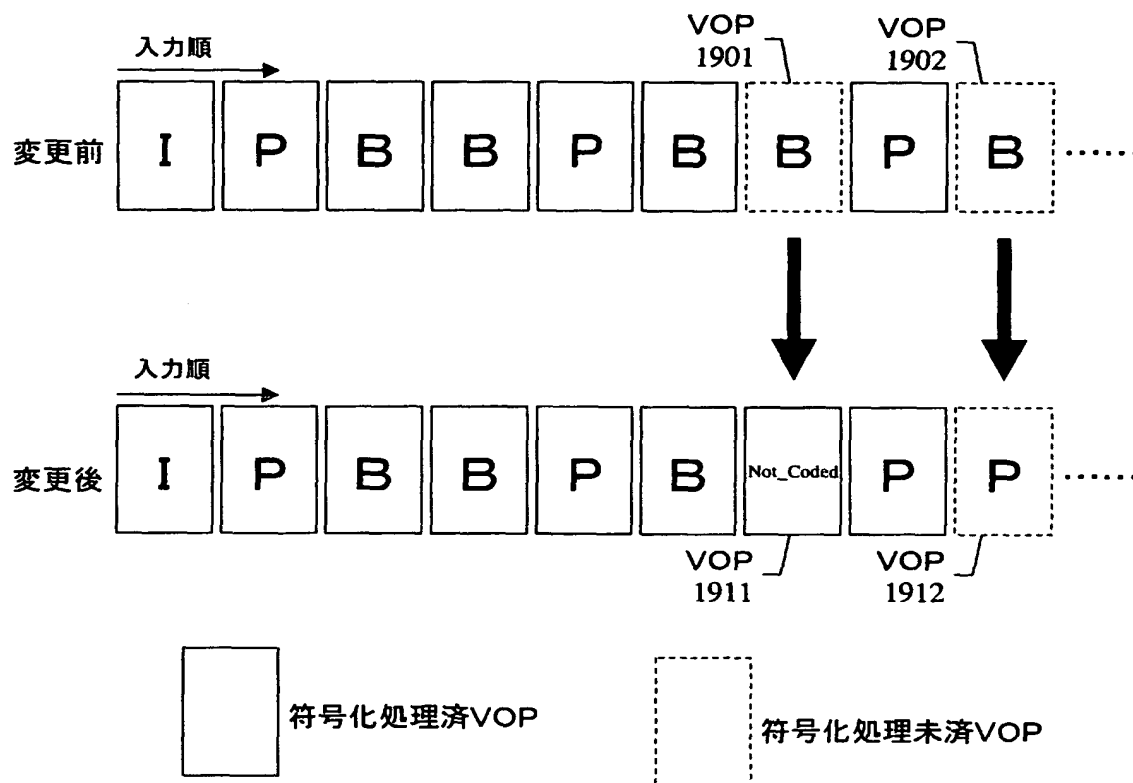 VOP
1901
VOP
1902
入力順
変更前 I P B B P B B P B ……
入力順
変更後 I P B B P B Not_Coded P P ……
VOP
1911
VOP
1912
符号化処理済VOP
符号化処理未済VOP